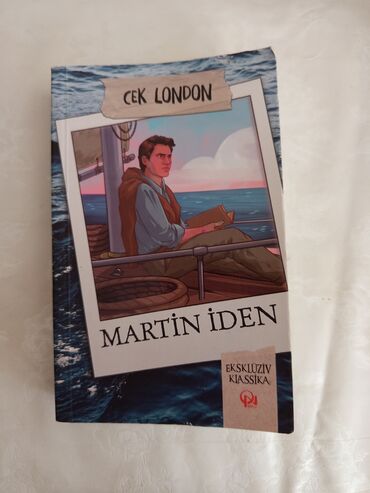 CEK LONDON
MARTİN İDEN
EKSKLÜZİV
KLASSİKA